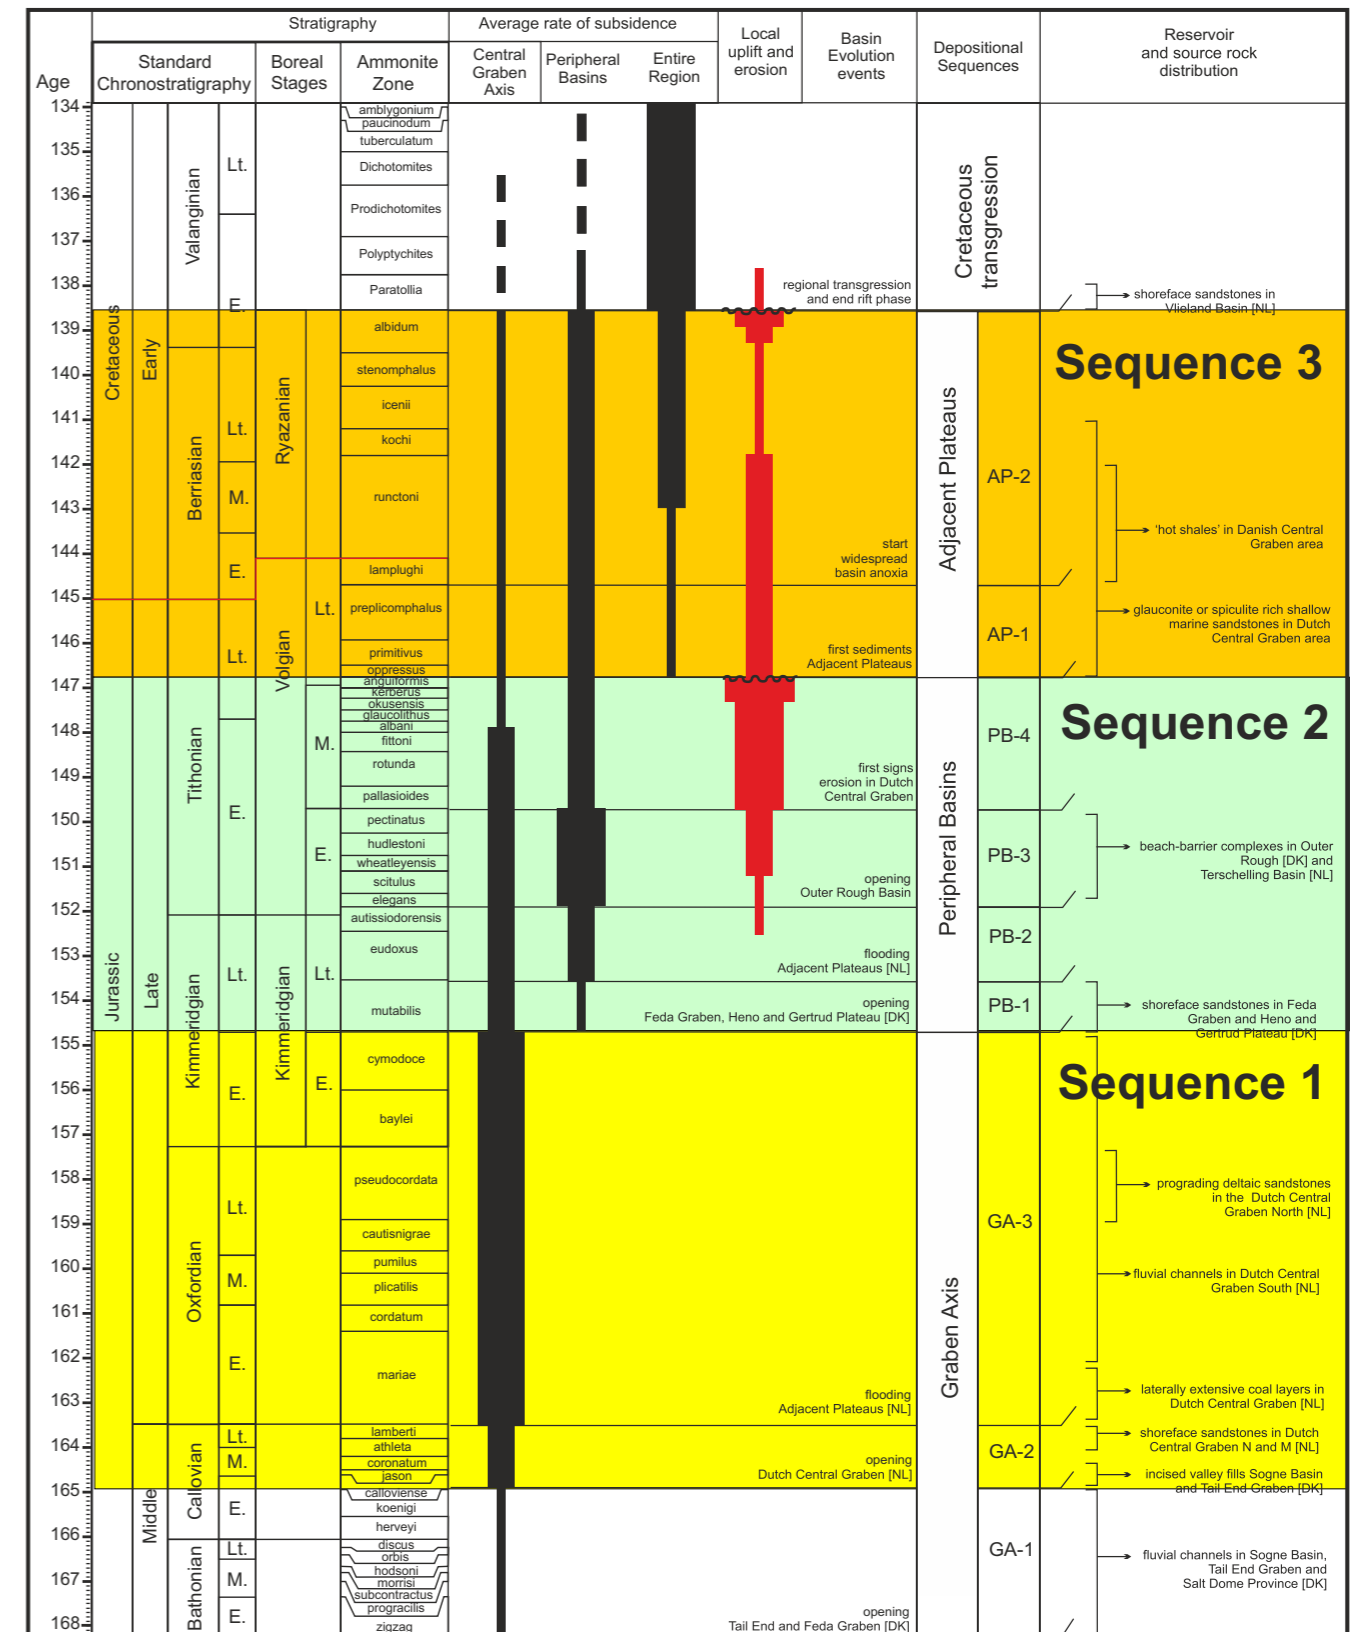 Stratigraphy
Average rate of subsidence
Local
uplift and
erosion
Basin
Evolution
events
Depositional
Sequences
Reservoir
and source rock
distribution
Age
Standard
Chronostratigraphy
Boreal
Stages
Ammonite
Zone
Central
Graben
Axis
Peripheral
Basins
Entire
Region
134
135
136
137
138
139
140
141
142
143
144
145
146
147
148
149
150
151
152
153
154
155
156
157
158
159
160
161
162
163
164
165
166
167
168
Cretaceous
Jurassic
Early
Late
Middle
Valanginian
Berriasian
Tithonian
Kimmeridgian
Oxfordian
Callovian
Bathonian
Lt.
E.
Lt.
M.
E.
Lt.
E.
Lt.
E.
Lt.
M.
E.
Lt.
M.
E.
Lt.
M.
E.
Ryazanian
Volgian
Kimmeridgian
Lt.
M.
E.
Lt.
E.
amblygonium
paucinodum
tuberculatum
Dichotomites
Prodichotomites
Polyptychites
Paratollia
albidum
stenomphalus
icenii
kochi
runctoni
lamplughi
preplicomphalus
primitivus
oppressus
anguiformis
kerberus
okusensis
glaucolithus
albani
fittoni
rotunda
pallasioides
pectinatus
hudlestoni
wheatleyensis
scitulus
elegans
autissiodorensis
eudoxus
mutabilis
cymodoce
baylei
pseudocordata
cautisnigrae
pumilus
plicatilis
cordatum
mariae
lamberti
athleta
coronatum
jason
calloviense
koenigi
herveyi
discus
orbis
hodsoni
morrisi
subcontractus
progracilis
zigzag
regional transgression
and end rift phase
start
widespread
basin anoxia
first sediments
Adjacent Plateaus
first signs
erosion in Dutch
Central Graben
opening
Outer Rough Basin
flooding
Adjacent Plateaus [NL]
opening
Feda Graben, Heno and Gertrud Plateau [DK]
flooding
Adjacent Plateaus [NL]
opening
Dutch Central Graben [NL]
opening
Tail End and Feda Graben [DK]
Cretaceous
transgression
Adjacent Plateaus
Peripheral Basins
Graben Axis
AP-2
AP-1
PB-4
PB-3
PB-2
PB-1
GA-3
GA-2
GA-1
shoreface sandstones in
Vlieland Basin [NL]
Sequence 3
'hot shales' in Danish Central
Graben area
glauconite or spiculite rich shallow
marine sandstones in Dutch
Central Graben area
Sequence 2
beach-barrier complexes in Outer
Rough [DK] and
Terschelling Basin [NL]
shoreface sandstones in Feda
Graben and Heno and
Gertrud Plateau [DK]
Sequence 1
prograding deltaic sandstones
in the Dutch Central
Graben North [NL]
fluvial channels in Dutch Central
Graben South [NL]
laterally extensive coal layers in
Dutch Central Graben [NL]
shoreface sandstones in Dutch
Central Graben N and M [NL]
incised valley fills Sogne Basin
and Tail End Graben [DK]
fluvial channels in Sogne Basin,
Tail End Graben and
Salt Dome Province [DK]